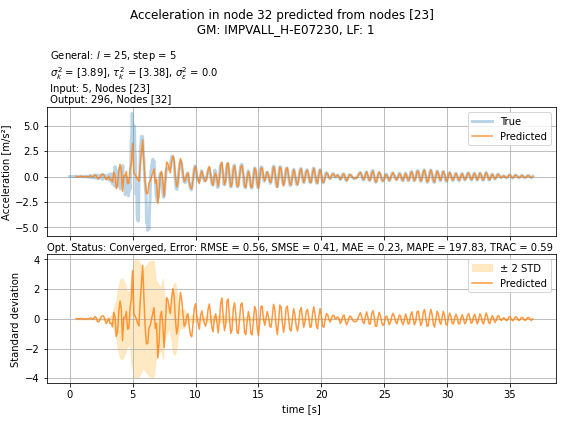 Acceleration in node 32 predicted from nodes [23]
GM: IMPVALL_H-E07230, LF: 1
General: l = 25, step = 5
σ²ₖ = [3.89], τ²ₖ = [3.38], σ²ε = 0.0
Input: 5, Nodes [23]
Output: 296, Nodes [32]
Acceleration [m/s²]
5.0
2.5
0.0
−2.5
−5.0
True
Predicted
Opt. Status: Converged, Error: RMSE = 0.56, SMSE = 0.41, MAE = 0.23, MAPE = 197.83, TRAC = 0.59
Standard deviation
4
2
0
−2
−4
± 2 STD
Predicted
0 5 10 15 20 25 30 35
time [s]